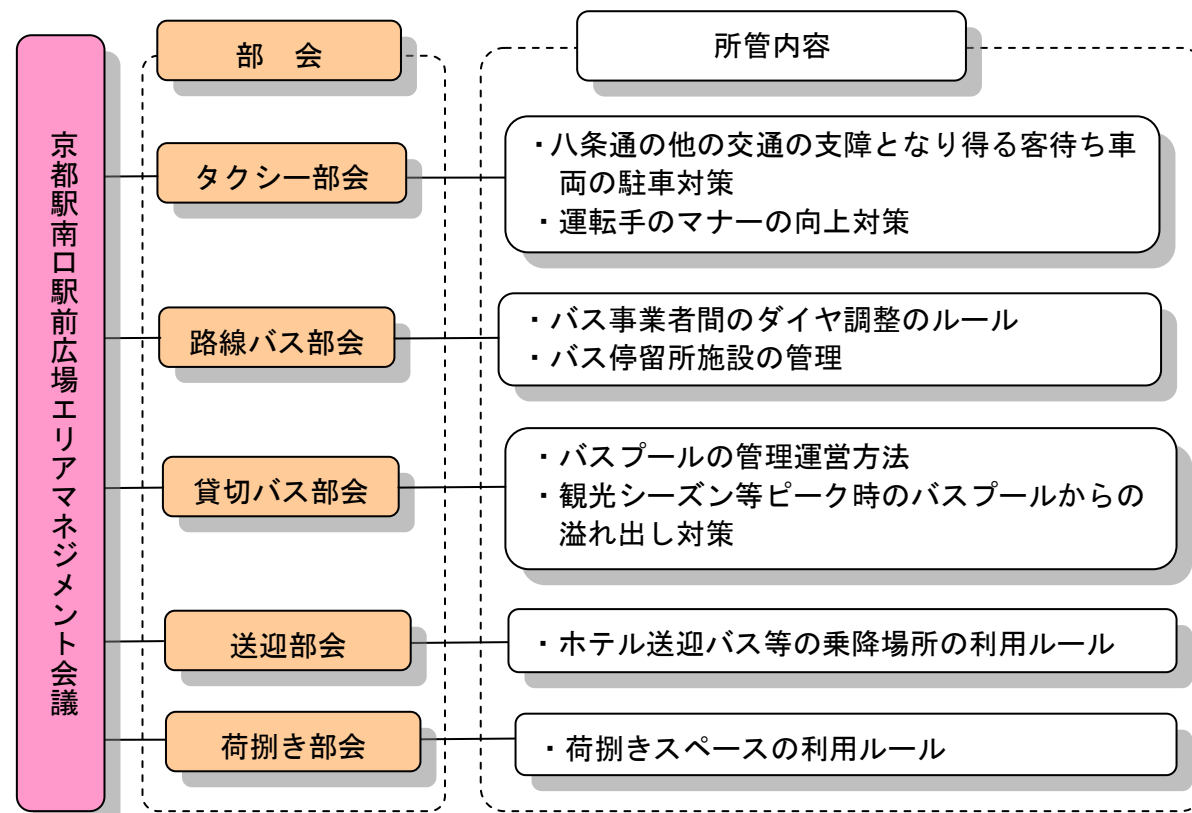 部　会
所管内容
京都駅南口駅前広場エリアマネジメント会議
タクシー部会
・八条通の他の交通の支障となり得る客待ち車
両の駐車対策
・運転手のマナーの向上対策
路線バス部会
・バス事業者間のダイヤ調整のルール
・バス停留所施設の管理
貸切バス部会
・バスプールの管理運営方法
・観光シーズン等ピーク時のバスプールからの
溢れ出し対策
送迎部会
・ホテル送迎バス等の乗降場所の利用ルール
荷捌き部会
・荷捌きスペースの利用ルール